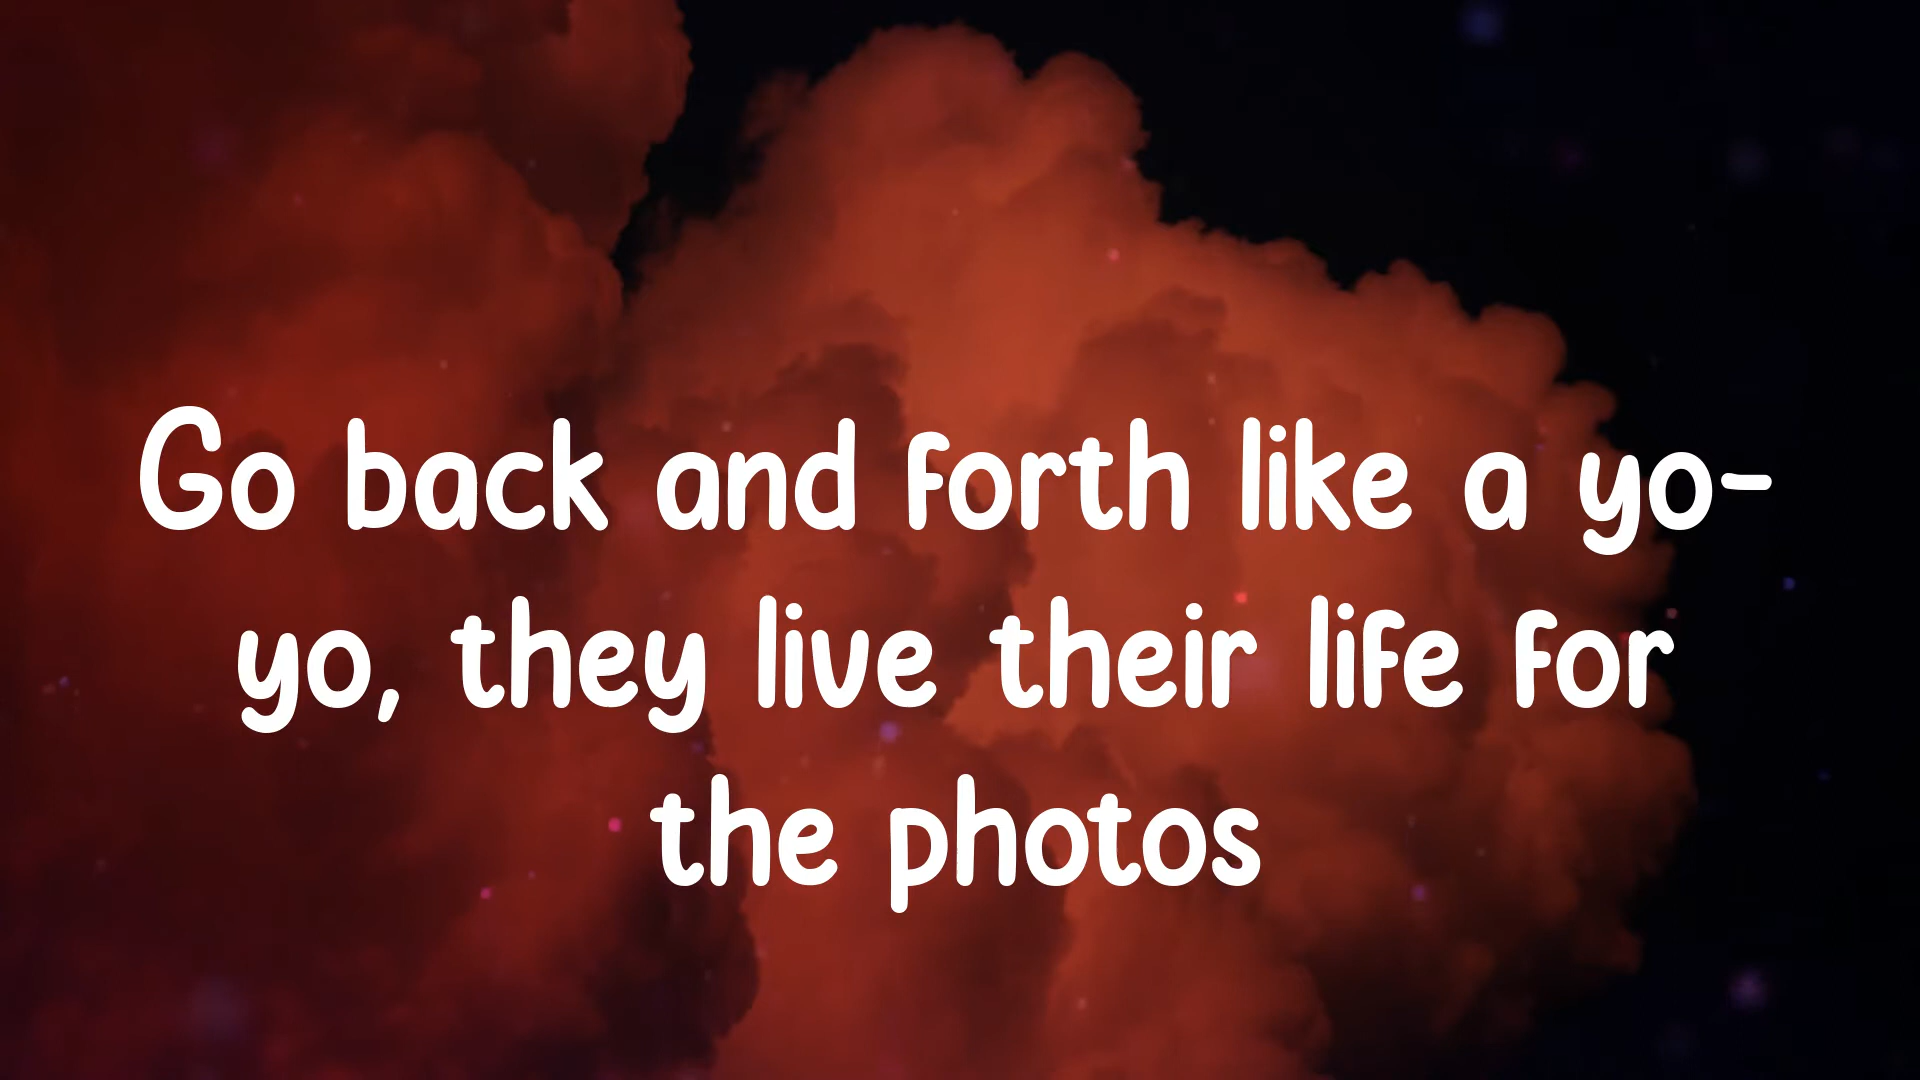 Go back and forth like a yo-
yo, they live their life for
the photos